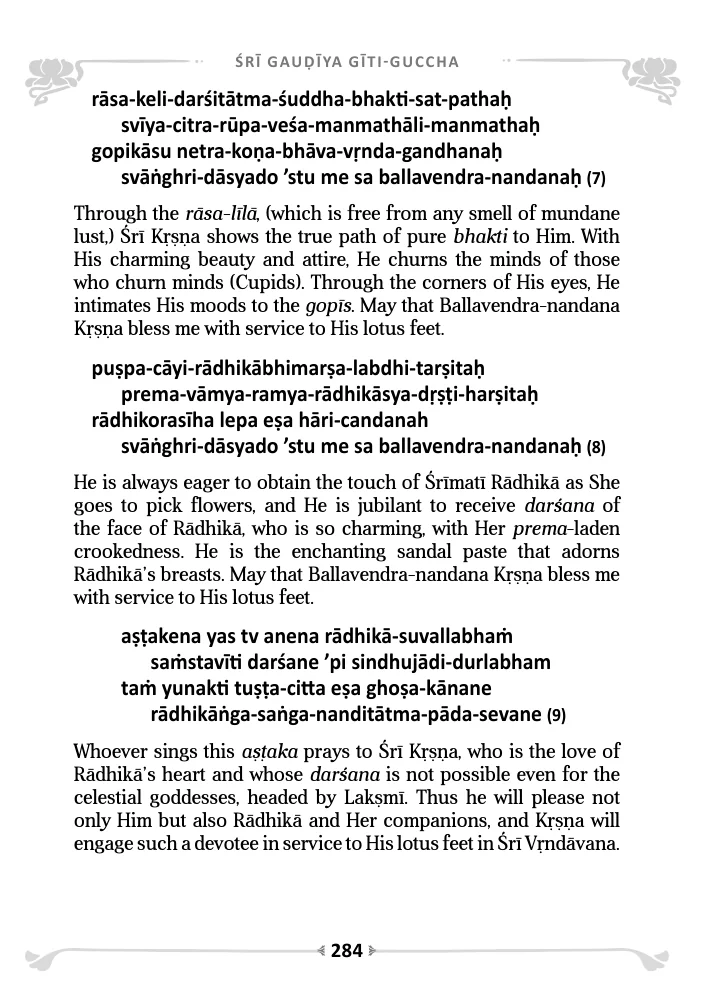 ŚRĪ GAUḌĪYA GĪTI-GUCCHA
rāsa-keli-darśitātma-śuddha-bhakti-sat-pathaḥ
svīya-citra-rūpa-veśa-manmathāli-manmathaḥ
gopikāsu netra-koṇa-bhāva-vṛnda-gandhanaḥ
svāṅghri-dāsyado ’stu me sa ballavendra-nandanaḥ (7)
Through the rāsa-līlā, (which is free from any smell of mundane
lust,) Śrī Kṛṣṇa shows the true path of pure bhakti to Him. With
His charming beauty and attire, He churns the minds of those
who churn minds (Cupids). Through the corners of His eyes, He
intimates His moods to the gopīs. May that Ballavendra-nandana
Kṛṣṇa bless me with service to His lotus feet.
puṣpa-cāyi-rādhikābhimarṣa-labdhi-tarṣitaḥ
prema-vāmya-ramya-rādhikāsya-dṛṣṭi-harṣitaḥ
rādhikorasīha lepa eṣa hāri-candanah
svāṅghri-dāsyado ’stu me sa ballavendra-nandanaḥ (8)
He is always eager to obtain the touch of Śrīmatī Rādhikā as She
goes to pick flowers, and He is jubilant to receive darśana of
the face of Rādhikā, who is so charming, with Her prema-laden
crookedness. He is the enchanting sandal paste that adorns
Rādhikā’s breasts. May that Ballavendra-nandana Kṛṣṇa bless me
with service to His lotus feet.
aṣṭakena yas tv anena rādhikā-suvallabhaṁ
saṁstavīti darśane ’pi sindhujādi-durlabham
taṁ yunakti tuṣṭa-citta eṣa ghoṣa-kānane
rādhikāṅga-saṅga-nanditātma-pāda-sevane (9)
Whoever sings this aṣṭaka prays to Śrī Kṛṣṇa, who is the love of
Rādhikā’s heart and whose darśana is not possible even for the
celestial goddesses, headed by Lakṣmī. Thus he will please not
only Him but also Rādhikā and Her companions, and Kṛṣṇa will
engage such a devotee in service to His lotus feet in Śrī Vṛndāvana.
284